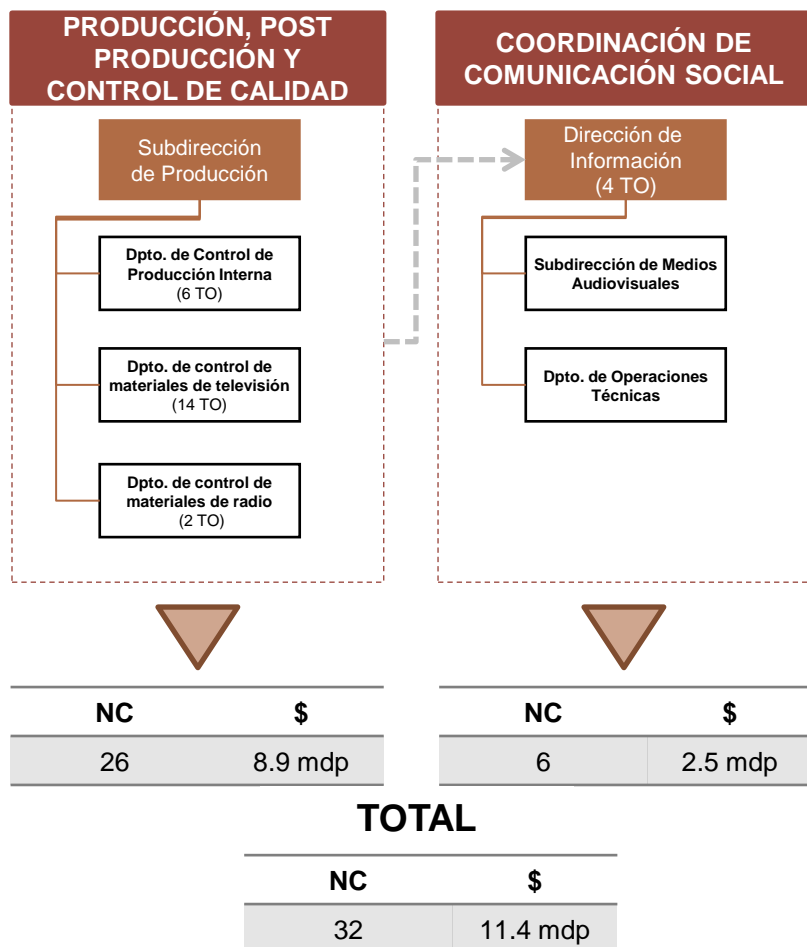 PRODUCCIÓN, POST
PRODUCCIÓN Y
CONTROL DE CALIDAD
Subdirección
de Producción
Dpto. de Control de
Producción Interna
(6 TO)
Dpto. de control de
materiales de televisión
(14 TO)
Dpto. de control de
materiales de radio
(2 TO)
COORDINACIÓN DE
COMUNICACIÓN SOCIAL
Dirección de
Información
(4 TO)
Subdirección de Medios
Audiovisuales
Dpto. de Operaciones
Técnicas
NC $
26 8.9 mdp
NC $
6 2.5 mdp
TOTAL
NC $
32 11.4 mdp